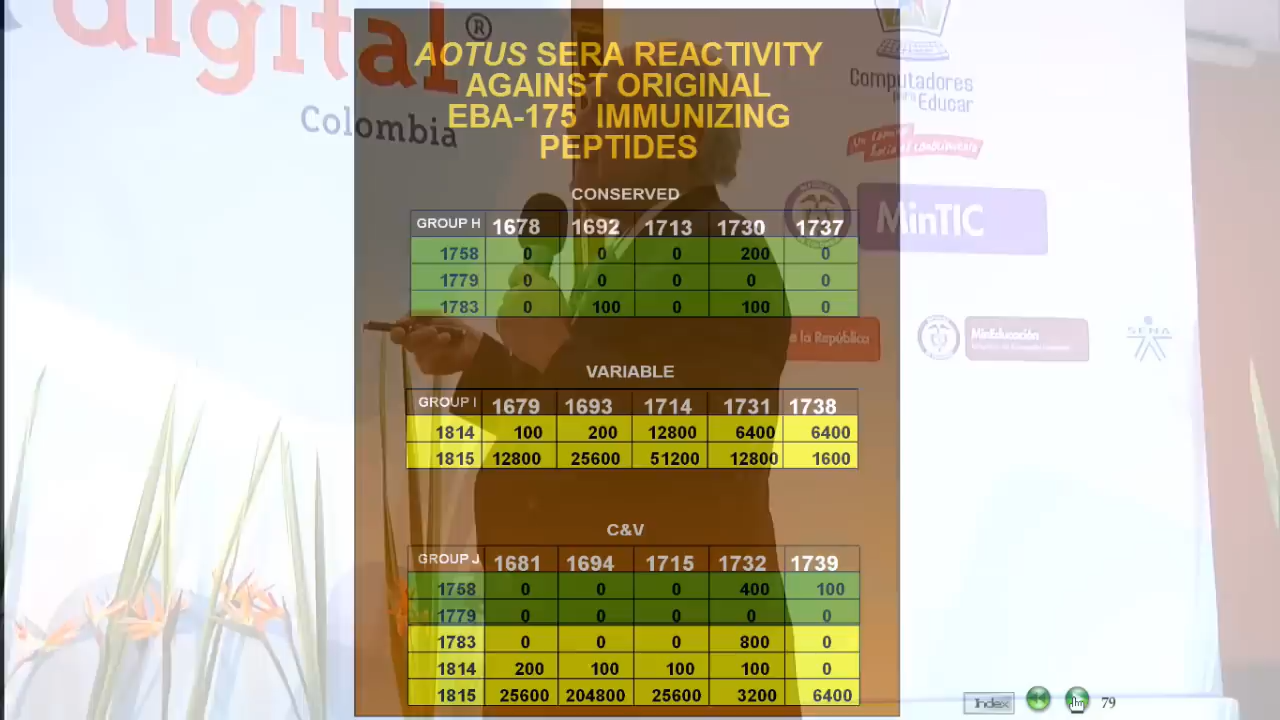 digital ®
Colombia
AOTUS SERA REACTIVITY
AGAINST ORIGINAL
EBA-175 IMMUNIZING
PEPTIDES
CONSERVED
GROUP H 1678 1692 1713 1730 1737
1758 0 0 0 200 0
1779 0 0 0 0 0
1783 0 100 0 100 0
VARIABLE
GROUP I 1679 1693 1714 1731 1738
1814 100 200 12800 6400 6400
1815 12800 25600 51200 12800 1600
C&V
GROUP J 1681 1694 1715 1732 1739
1758 0 0 0 400 100
1779 0 0 0 0 0
1783 0 0 0 800 0
1814 200 100 100 100 0
1815 25600 204800 25600 3200 6400
Computadores
para Educar
MinTIC
e la República
MinEducación
SENA
Index 79